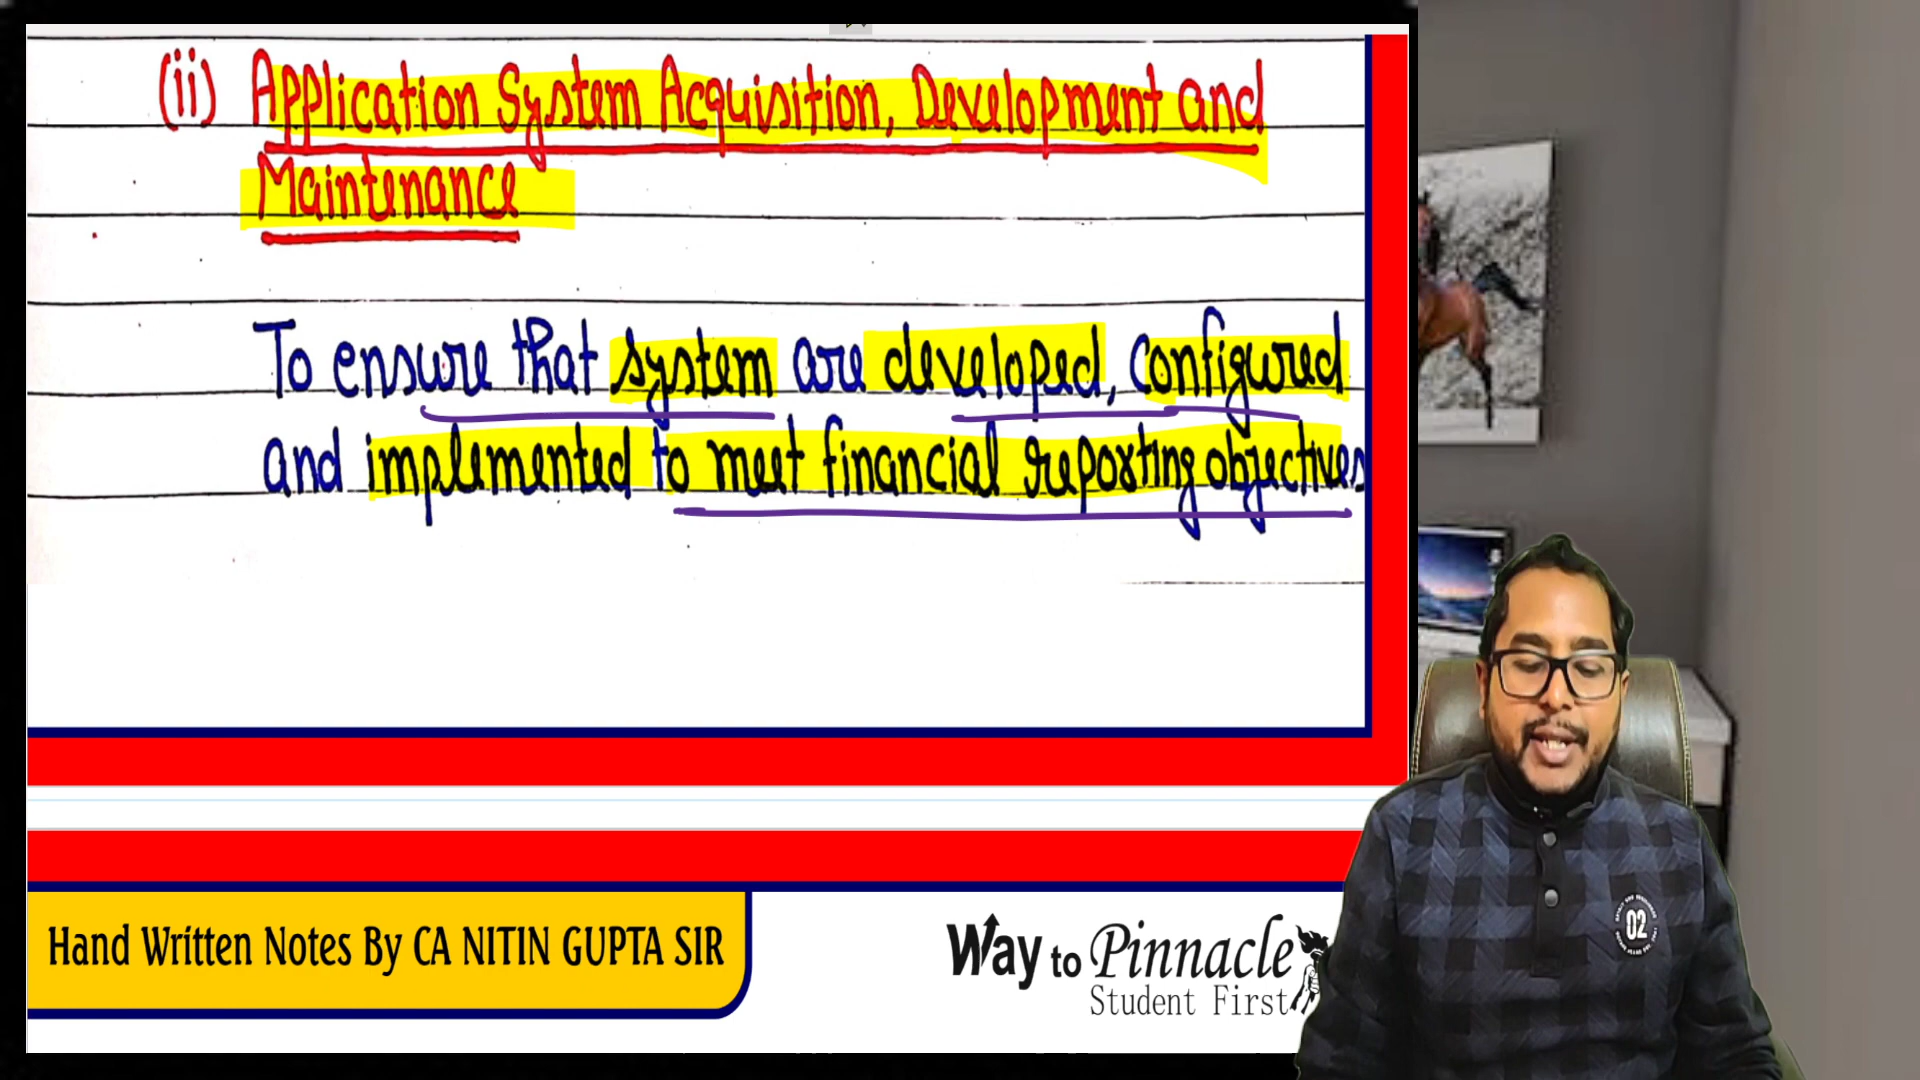 (ii) Application System Acquisition, Development and
Maintenance
To ensure that system are developed, configured
and implemented to meet financial reporting objectives
Hand Written Notes By CA NITIN GUPTA SIR
Way to Pinnacle
Student First
02